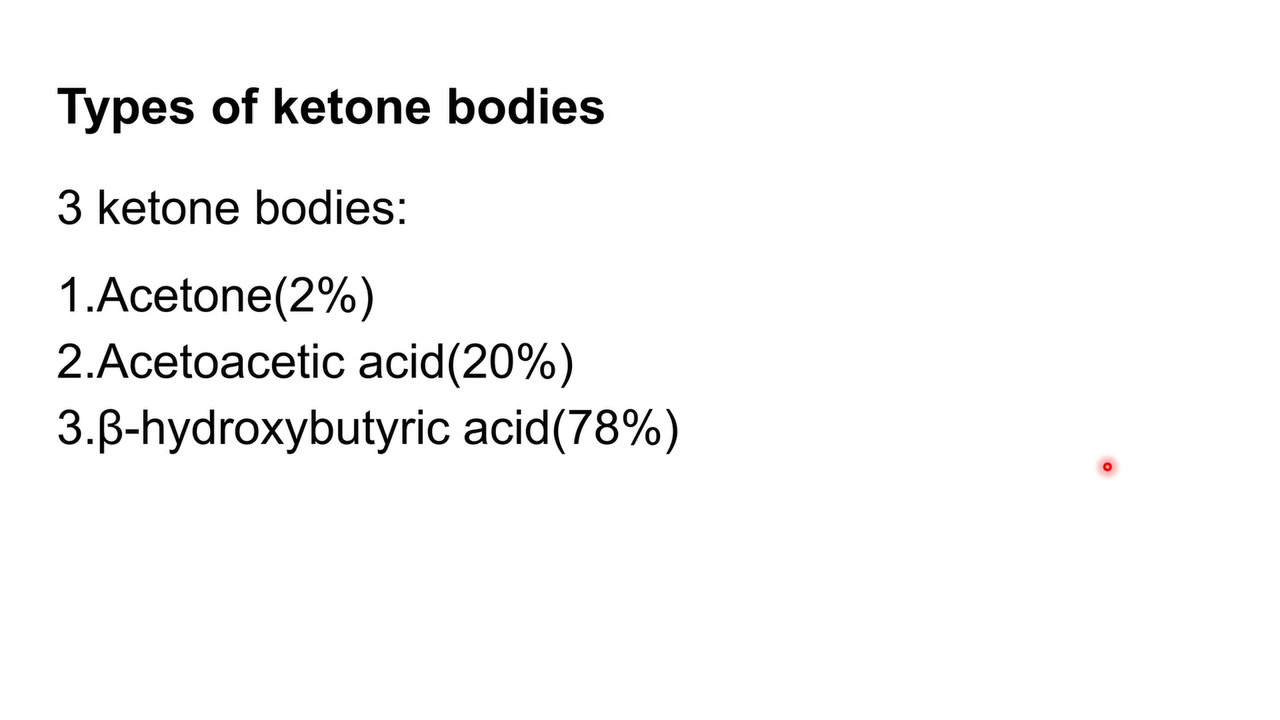 Types of ketone bodies
3 ketone bodies:
1.Acetone(2%)
2.Acetoacetic acid(20%)
3.β-hydroxybutyric acid(78%)